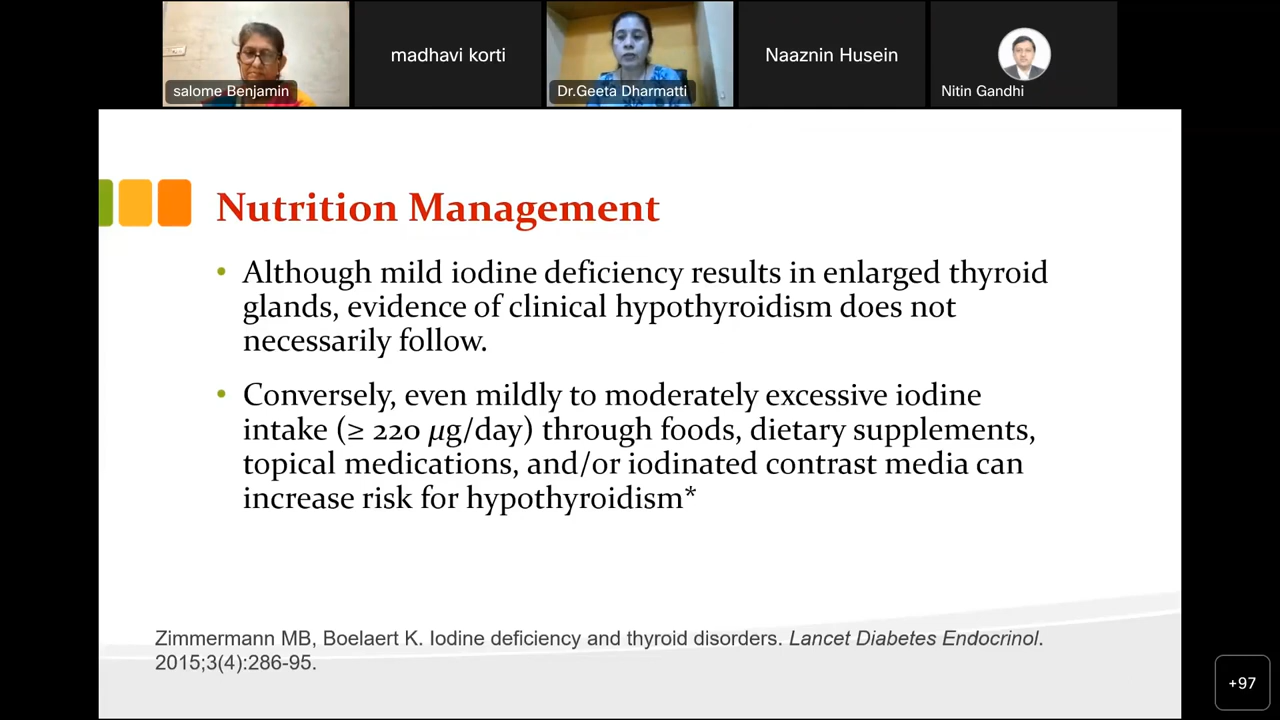 salome Benjamin
madhavi korti
Dr.Geeta Dharmatti
Naaznin Husein
Nitin Gandhi
Nutrition Management
• Although mild iodine deficiency results in enlarged thyroid
glands, evidence of clinical hypothyroidism does not
necessarily follow.
• Conversely, even mildly to moderately excessive iodine
intake (≥ 220 µg/day) through foods, dietary supplements,
topical medications, and/or iodinated contrast media can
increase risk for hypothyroidism*
Zimmermann MB, Boelaert K. Iodine deficiency and thyroid disorders. Lancet Diabetes Endocrinol.
2015;3(4):286-95.
+97